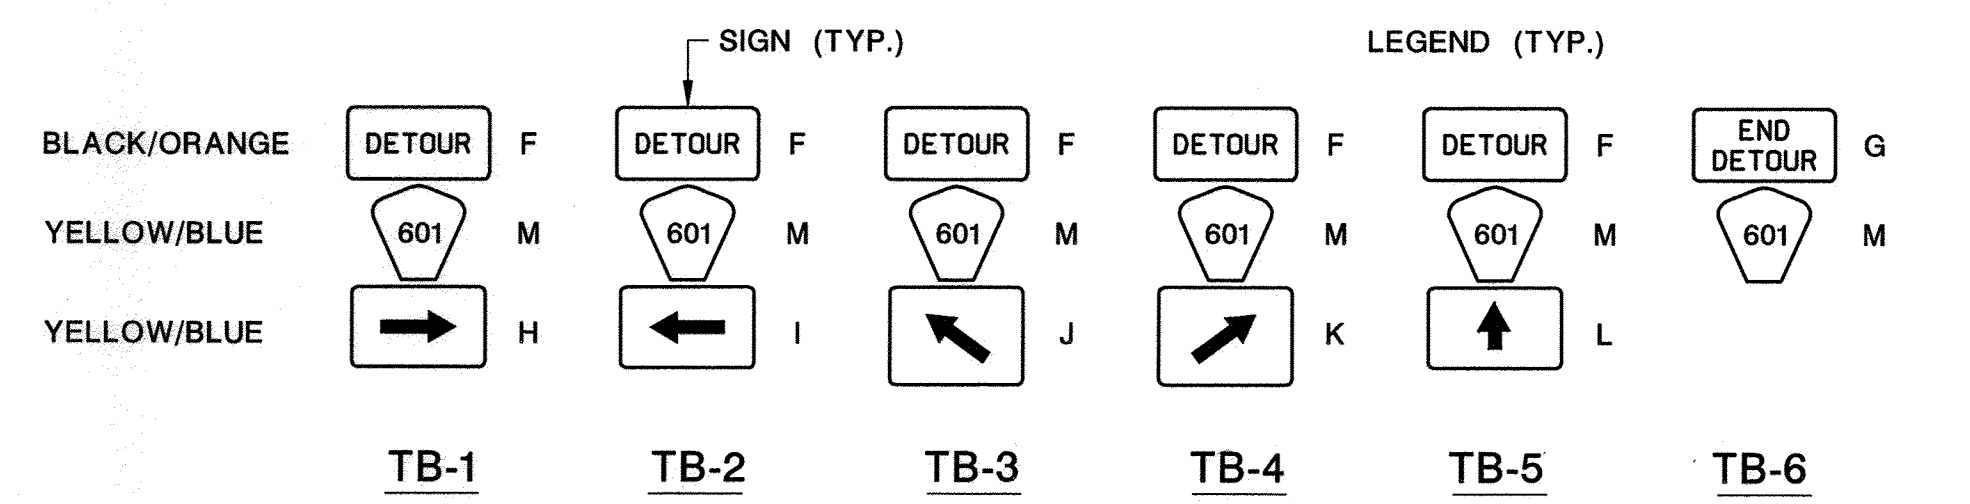 SIGN (TYP.) LEGEND (TYP.)
BLACK/ORANGE DETOUR F DETOUR F DETOUR F DETOUR F DETOUR F END DETOUR G
YELLOW/BLUE 601 M 601 M 601 M 601 M 601 M 601 M
YELLOW/BLUE H I J K L
TB-1 TB-2 TB-3 TB-4 TB-5 TB-6